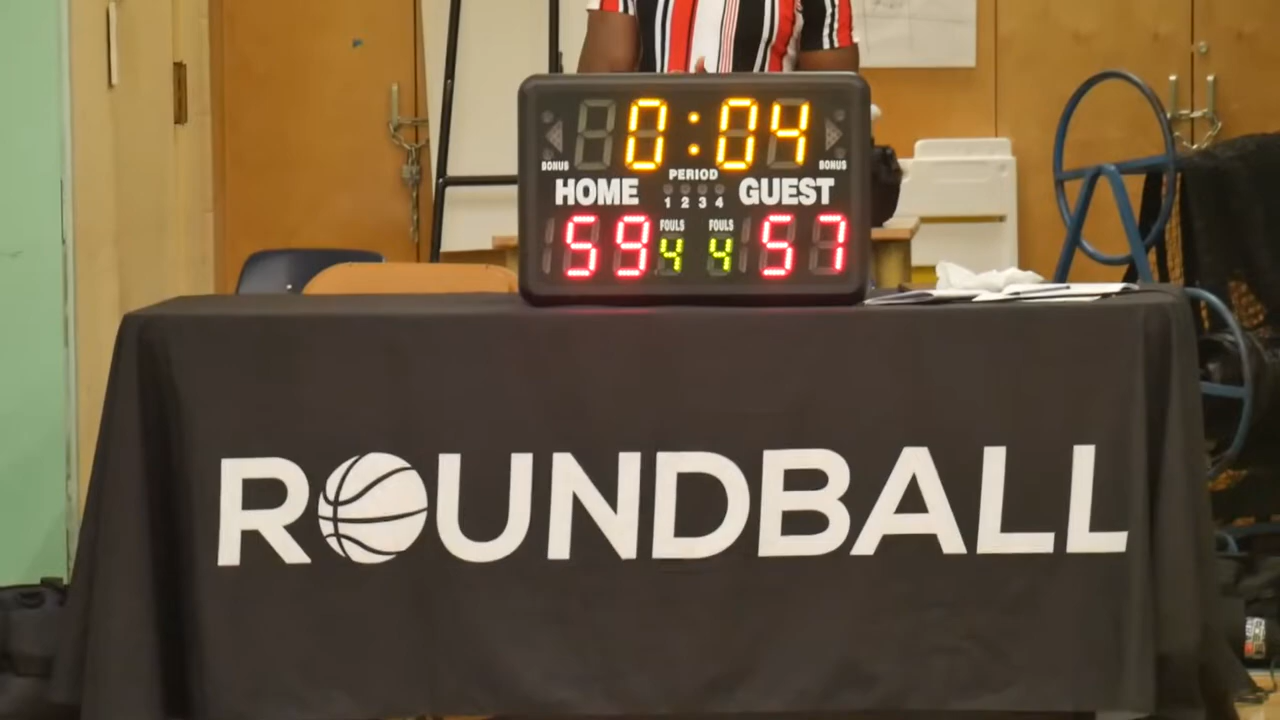 0:04
BONUS PERIOD BONUS
HOME 1 2 3 4 GUEST
FOULS FOULS
59 4 4 57
ROUNDBALL